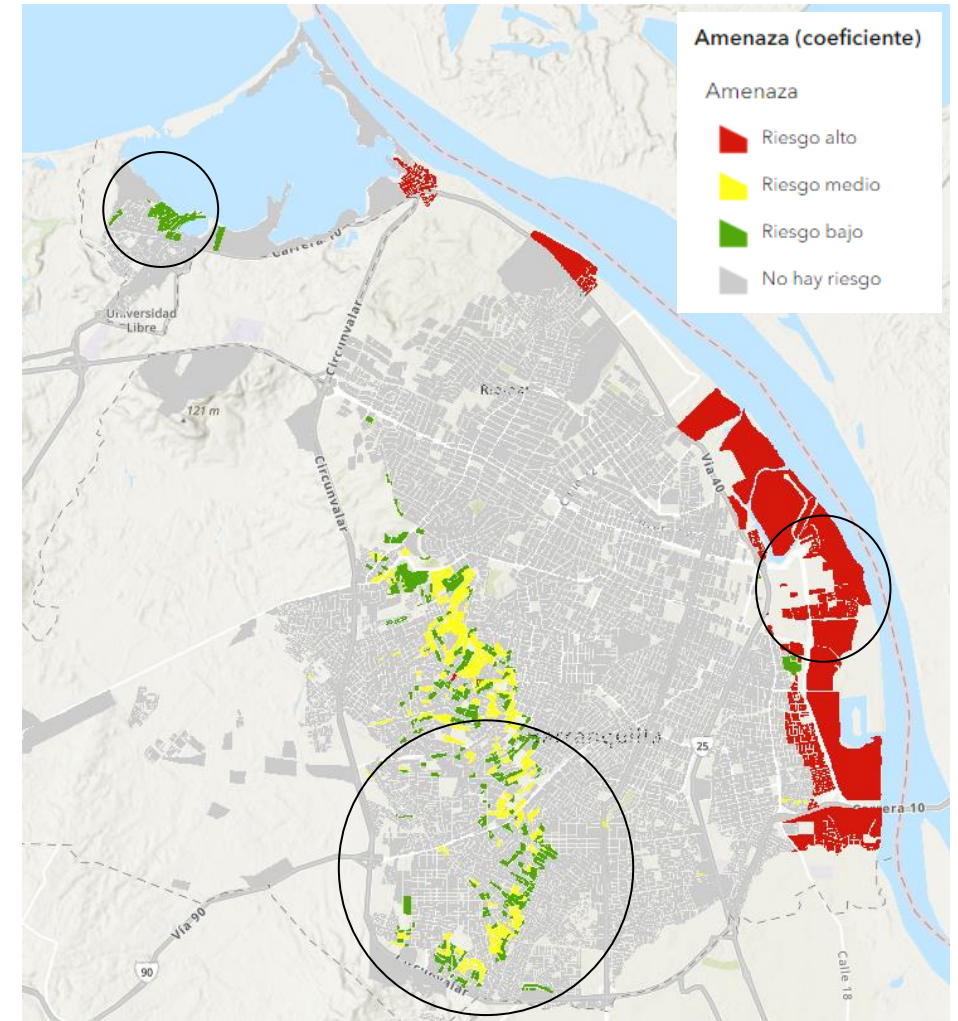 Amenaza (coeficiente)
Amenaza
Riesgo alto
Riesgo medio
Riesgo bajo
No hay riesgo
Carrera 10
Universidad
Libre
Circunvalar
121 m
Circunvalar
Vía 40
25
Carrera 10
Vía 90
90
Circunvalar
Calle 18